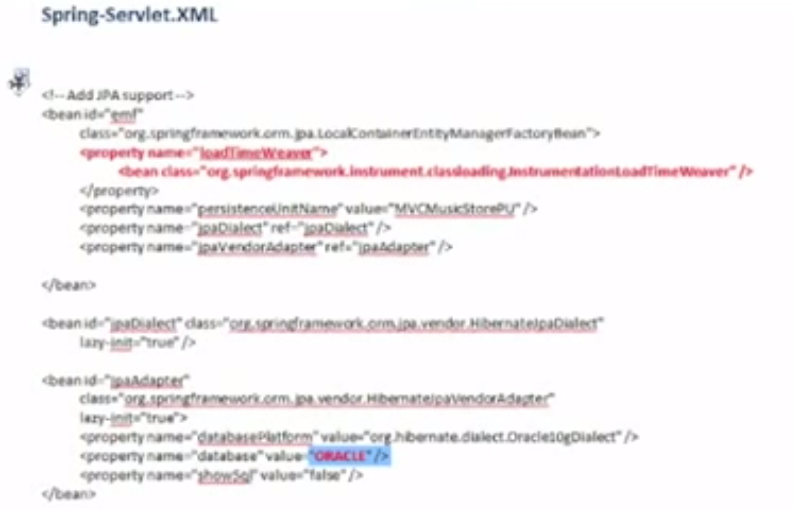 Spring-Servlet.XML
<!-- Add JPA support -->
<bean id="emf"
class="org.springframework.orm.jpa.LocalContainerEntityManagerFactoryBean">
<property name="loadTimeWeaver">
<bean class="org.springframework.instrument.classloading.InstrumentationLoadTimeWeaver" />
</property>
<property name="persistenceUnitName" value="MVCMusicStorePU" />
<property name="jpaDialect" ref="jpaDialect" />
<property name="jpaVendorAdapter" ref="jpaAdapter" />
</bean>
<bean id="jpaDialect" class="org.springframework.orm.jpa.vendor.HibernateJpaDialect"
lazy-init="true" />
<bean id="jpaAdapter"
class="org.springframework.orm.jpa.vendor.HibernateJpaVendorAdapter"
lazy-init="true">
<property name="databasePlatform" value="org.hibernate.dialect.Oracle10gDialect" />
<property name="database" value="ORACLE" />
<property name="showSql" value="false" />
</bean>